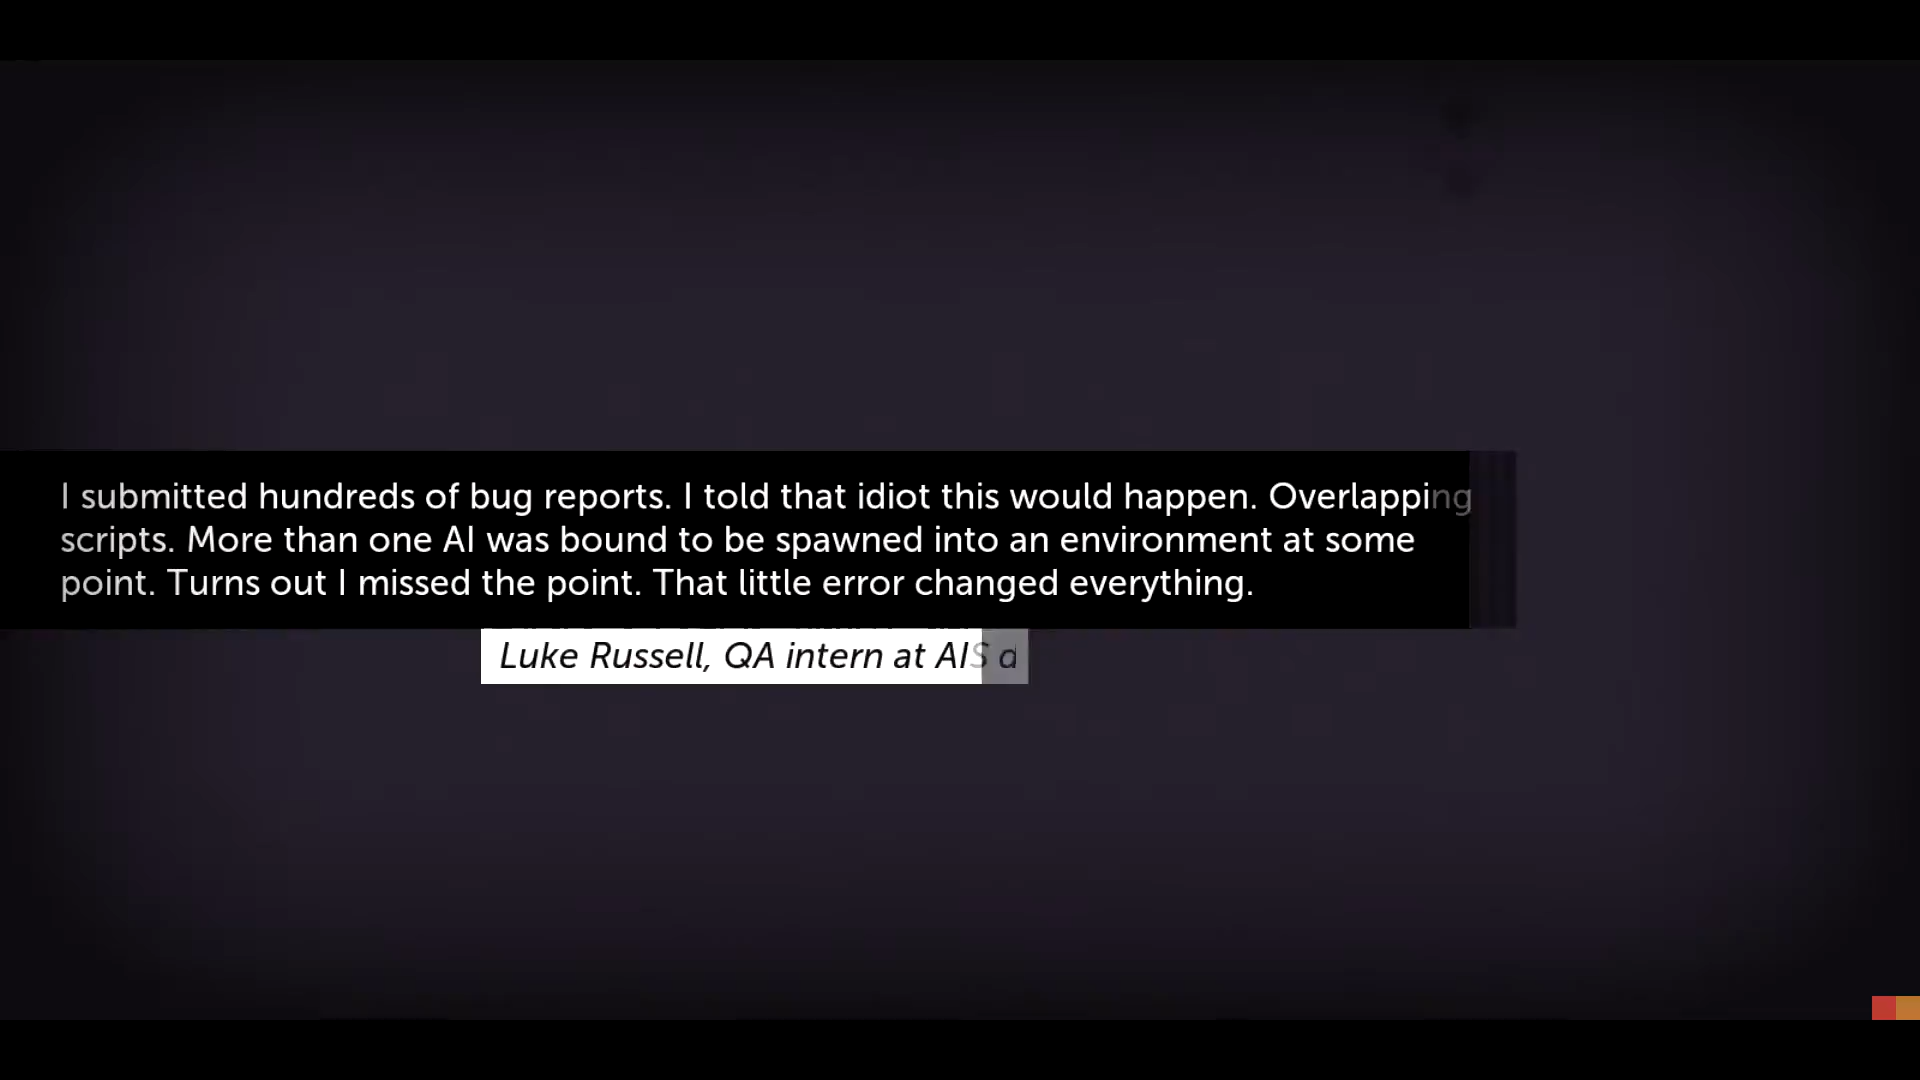 I submitted hundreds of bug reports. I told that idiot this would happen. Overlapping
scripts. More than one AI was bound to be spawned into an environment at some
point. Turns out I missed the point. That little error changed everything.
Luke Russell, QA intern at AIS d